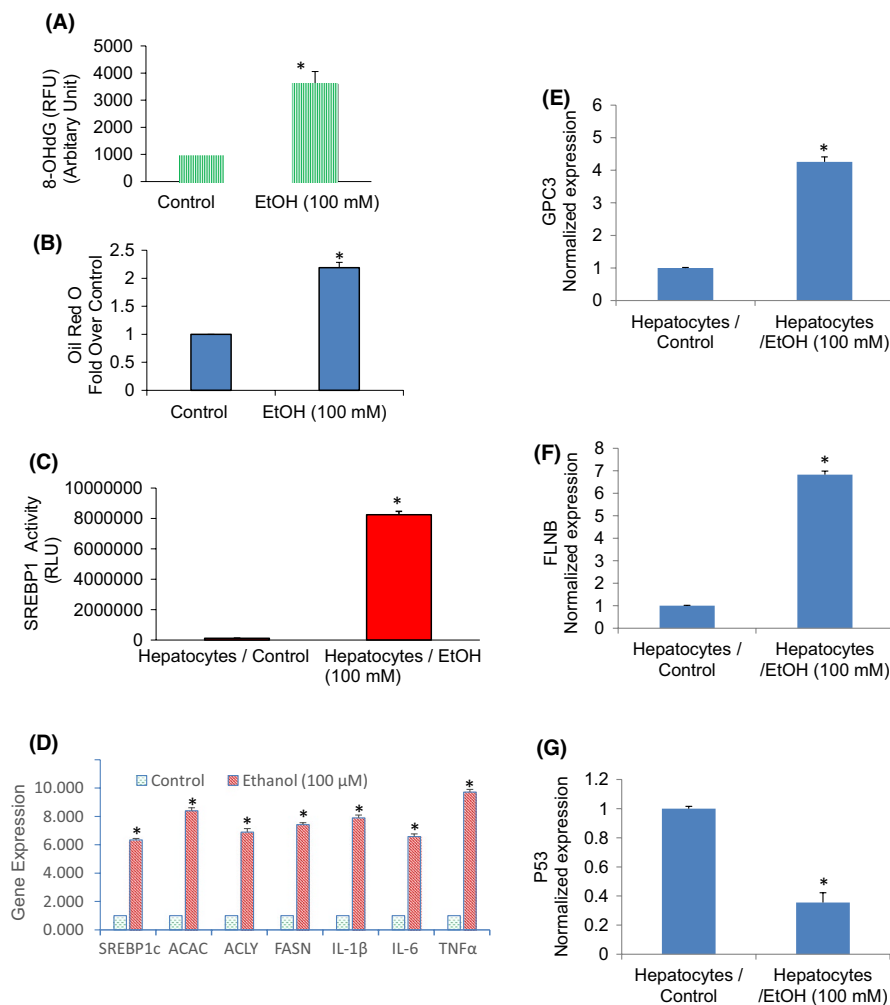 (A)
8-OHdG (RFU)
(Arbitary Unit)
5000
4000
3000
2000
1000
0
*
Control
EtOH (100 mM)
(B)
Oil Red O
Fold Over Control
2.5
2
1.5
1
0.5
0
*
Control
EtOH (100 mM)
(C)
SREBP1 Activity
(RLU)
10000000
8000000
6000000
4000000
2000000
0
*
Hepatocytes / Control
Hepatocytes / EtOH
(100 mM)
(D)
Gene Expression
Control
Ethanol (100 μM)
10.000
8.000
6.000
4.000
2.000
0.000
* * * * * * *
SREBP1c ACAC ACLY FASN IL-1β IL-6 TNFα
(E)
GPC3
Normalized expression
6
5
4
3
2
1
0
*
Hepatocytes /
Control
Hepatocytes
/EtOH (100 mM)
(F)
FLNB
Normalized expression
8
7
6
5
4
3
2
1
0
*
Hepatocytes /
Control
Hepatocytes
/EtOH (100 mM)
(G)
P53
Normalized expression
1.2
1
0.8
0.6
0.4
0.2
0
*
Hepatocytes /
Control
Hepatocytes
/EtOH (100 mM)